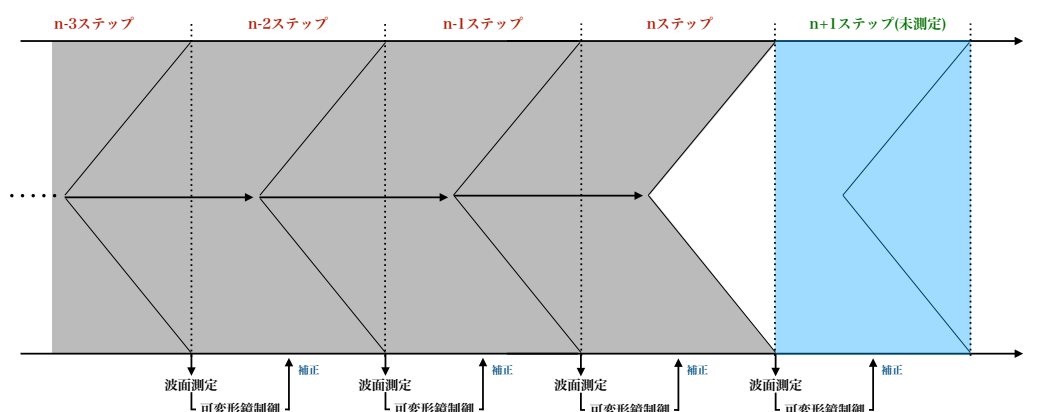 n-3ステップ
n-2ステップ
n-1ステップ
nステップ
n+1ステップ(未測定)
補正
補正
補正
補正
波面測定
波面測定
波面測定
波面測定
可変形鏡制御
可変形鏡制御
可変形鏡制御
可変形鏡制御